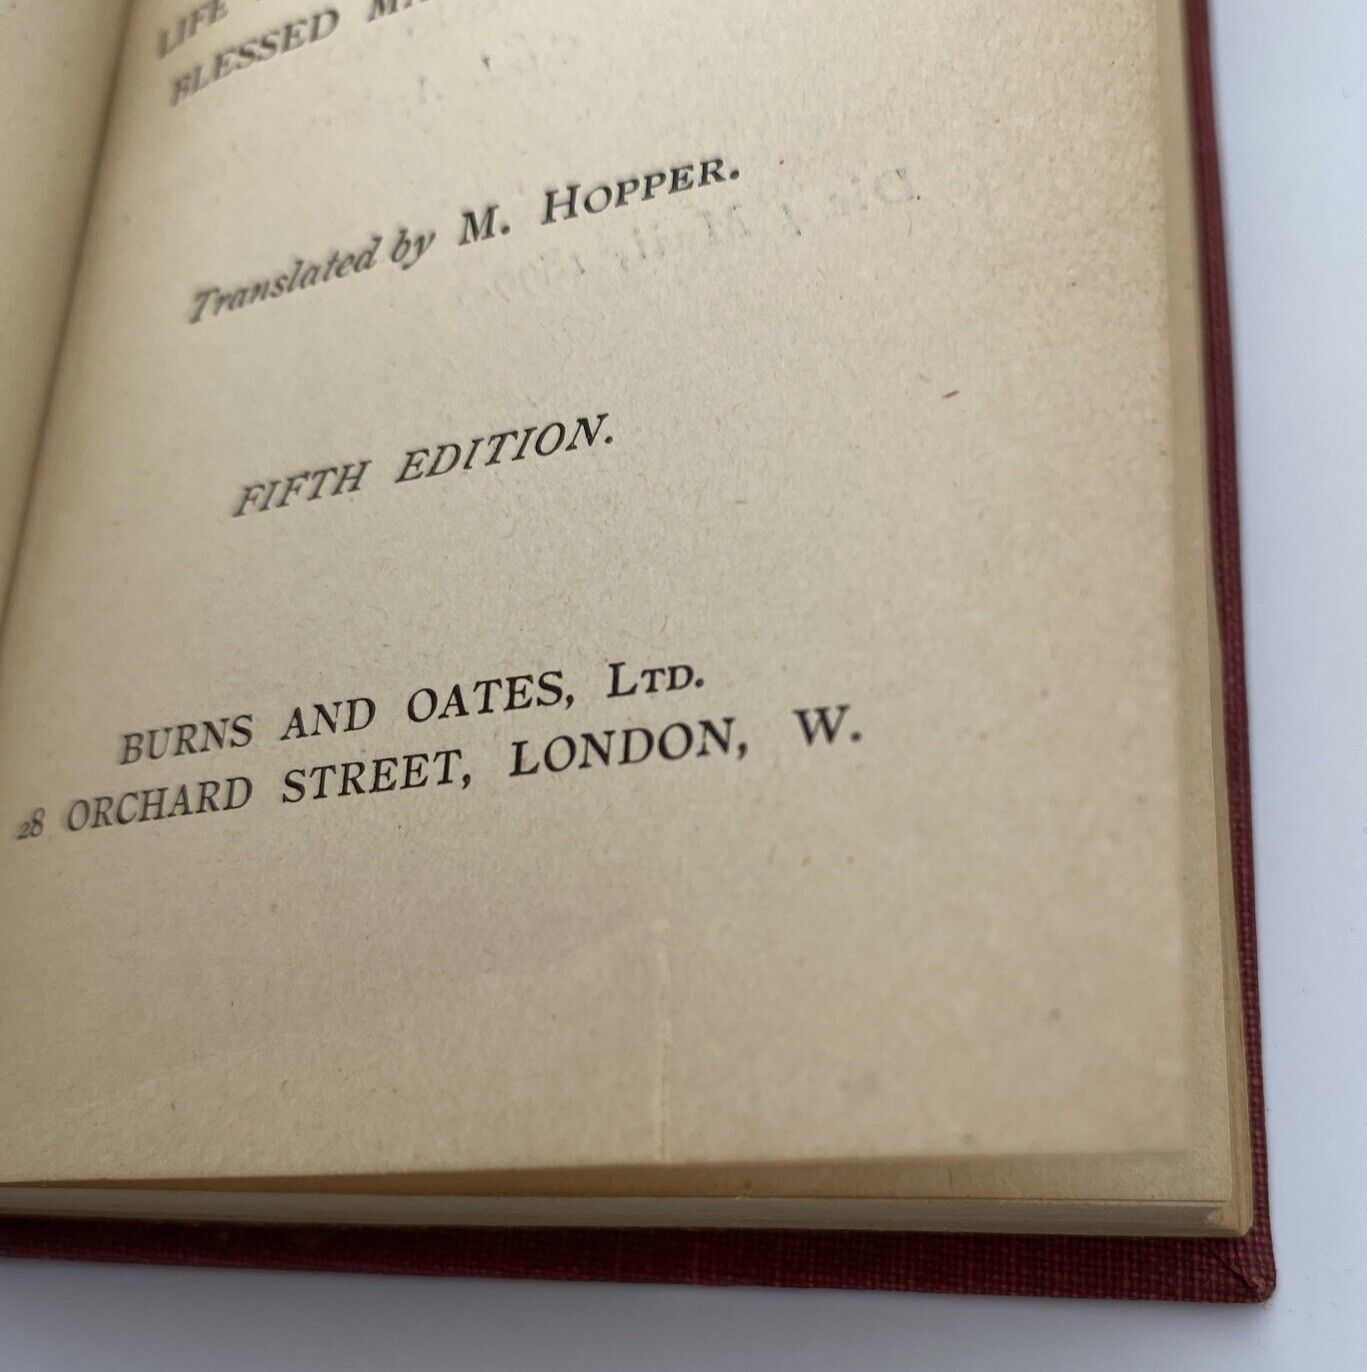 LIFE
BLESSED
Translated by M. HOPPER.
FIFTH EDITION.
BURNS AND OATES, LTD.
28 ORCHARD STREET, LONDON, W.